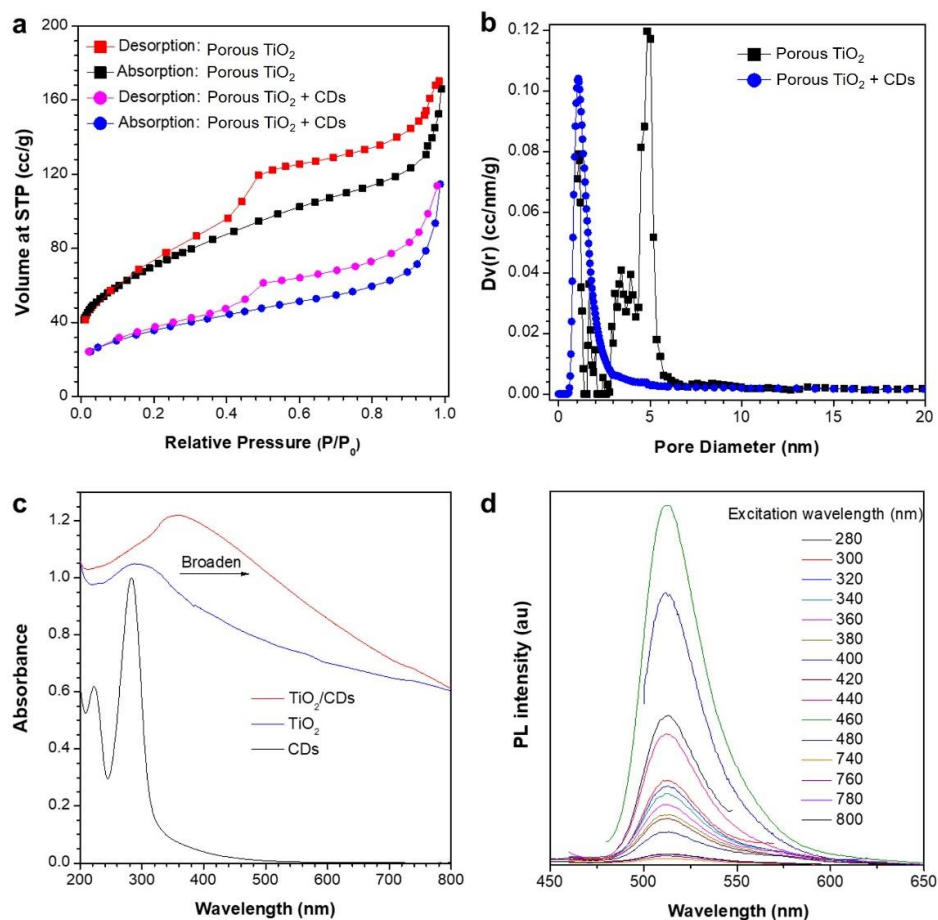 a
Desorption: Porous TiO₂
Absorption: Porous TiO₂
Desorption: Porous TiO₂ + CDs
Absorption: Porous TiO₂ + CDs
Volume at STP (cc/g)
200
160
120
80
40
0
0.0 0.2 0.4 0.6 0.8 1.0
Relative Pressure (P/P₀)
b
Porous TiO₂
Porous TiO₂ + CDs
Dv(r) (cc/nm/g)
0.12
0.10
0.08
0.06
0.04
0.02
0.00
0 5 10 15 20
Pore Diameter (nm)
c
Broaden
TiO₂/CDs
TiO₂
CDs
Absorbance
1.2
1.0
0.8
0.6
0.4
0.2
0.0
200 300 400 500 600 700 800
Wavelength (nm)
d
Excitation wavelength (nm)
280
300
320
340
360
380
400
420
440
460
480
740
760
780
800
PL intensity (au)
450 500 550 600 650
Wavelength (nm)